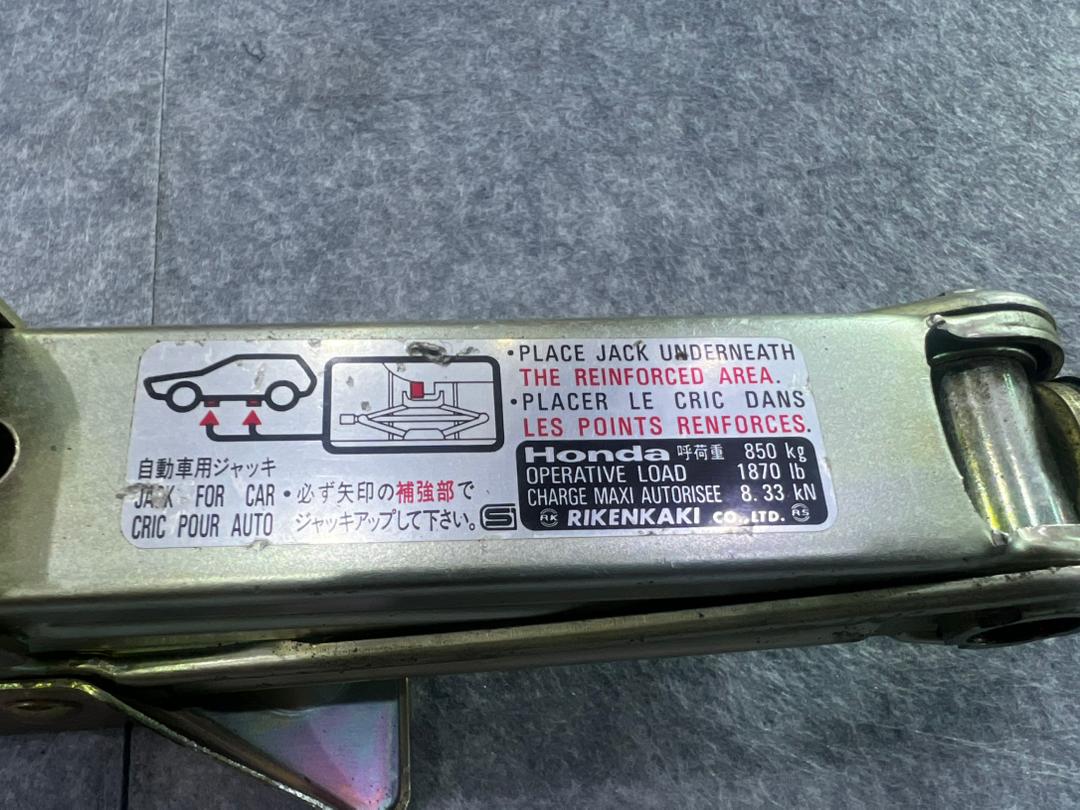 ・PLACE JACK UNDERNEATH
THE REINFORCED AREA.
・PLACER LE CRIC DANS
LES POINTS RENFORCES.
自動車用ジャッキ
JACK FOR CAR
CRIC POUR AUTO
・必ず矢印の補強部で
ジャッキアップして下さい。
Honda 呼荷重 850 kg
OPERATIVE LOAD 1870 lb
CHARGE MAXI AUTORISEE 8.33 kN
RK RIKENKAKI CO.,LTD. RS